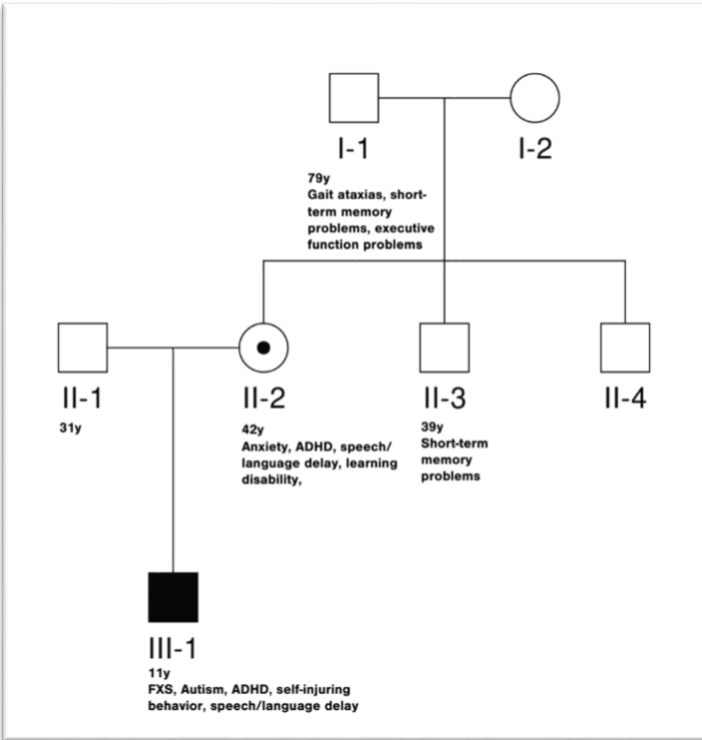 I-1
I-2
79y
Gait ataxias, short-
term memory
problems, executive
function problems
II-1
II-2
II-3
II-4
31y
42y
Anxiety, ADHD, speech/
language delay, learning
disability,
39y
Short-term
memory
problems
III-1
11y
FXS, Autism, ADHD, self-injuring
behavior, speech/language delay